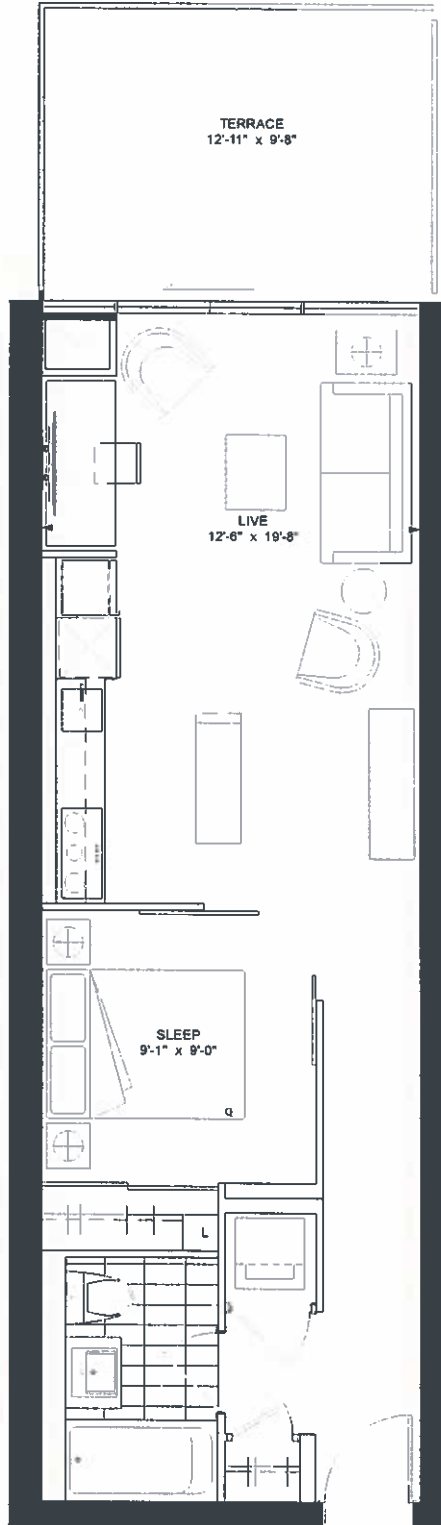 TERRACE
12'-11" x 9'-8"
LIVE
12'-6" x 19'-8"
SLEEP
9'-1" x 9'-0"
Q
L